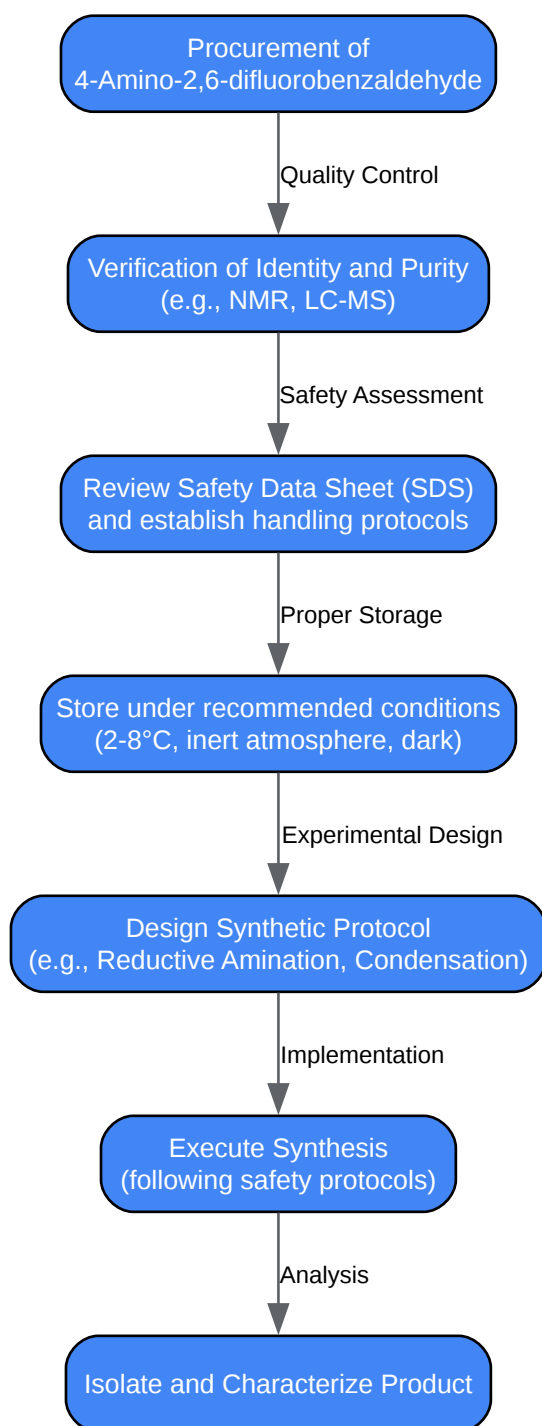 Procurement of
4-Amino-2,6-difluorobenzaldehyde
Quality Control
Verification of Identity and Purity
(e.g., NMR, LC-MS)
Safety Assessment
Review Safety Data Sheet (SDS)
and establish handling protocols
Proper Storage
Store under recommended conditions
(2-8°C, inert atmosphere, dark)
Experimental Design
Design Synthetic Protocol
(e.g., Reductive Amination, Condensation)
Implementation
Execute Synthesis
(following safety protocols)
Analysis
Isolate and Characterize Product